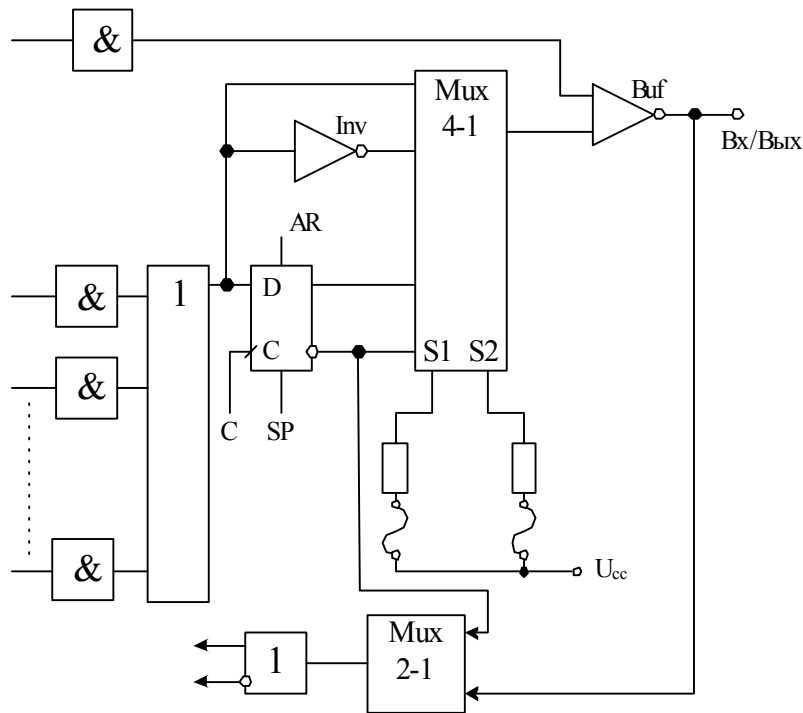 &
Mux
4-1
Buf
Inv
Вх/Вых
AR
&
1
D
C
S1 S2
&
C
SP
&
Ucc
Mux
2-1
1